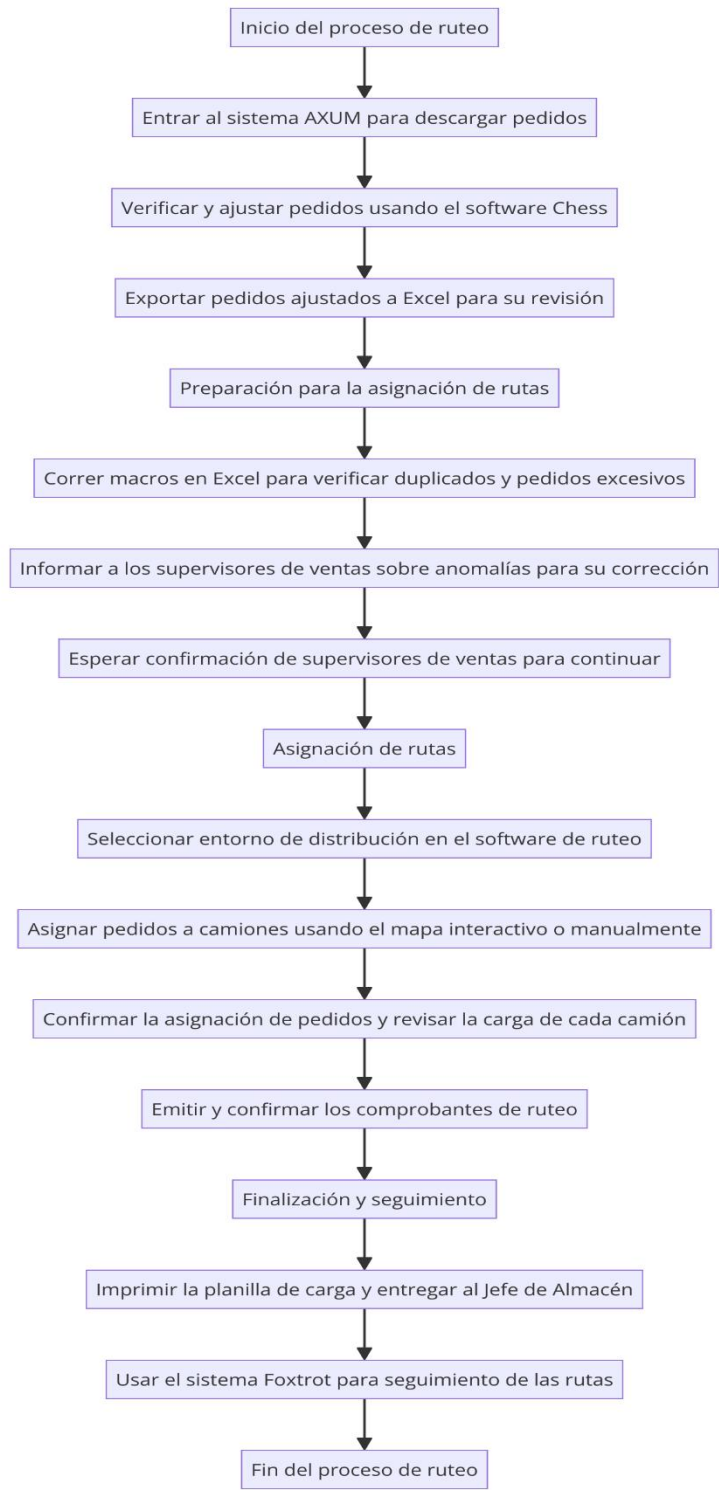 Inicio del proceso de ruteo
Entrar al sistema AXUM para descargar pedidos
Verificar y ajustar pedidos usando el software Chess
Exportar pedidos ajustados a Excel para su revisión
Preparación para la asignación de rutas
Correr macros en Excel para verificar duplicados y pedidos excesivos
Informar a los supervisores de ventas sobre anomalías para su corrección
Esperar confirmación de supervisores de ventas para continuar
Asignación de rutas
Seleccionar entorno de distribución en el software de ruteo
Asignar pedidos a camiones usando el mapa interactivo o manualmente
Confirmar la asignación de pedidos y revisar la carga de cada camión
Emitir y confirmar los comprobantes de ruteo
Finalización y seguimiento
Imprimir la planilla de carga y entregar al Jefe de Almacén
Usar el sistema Foxtrot para seguimiento de las rutas
Fin del proceso de ruteo